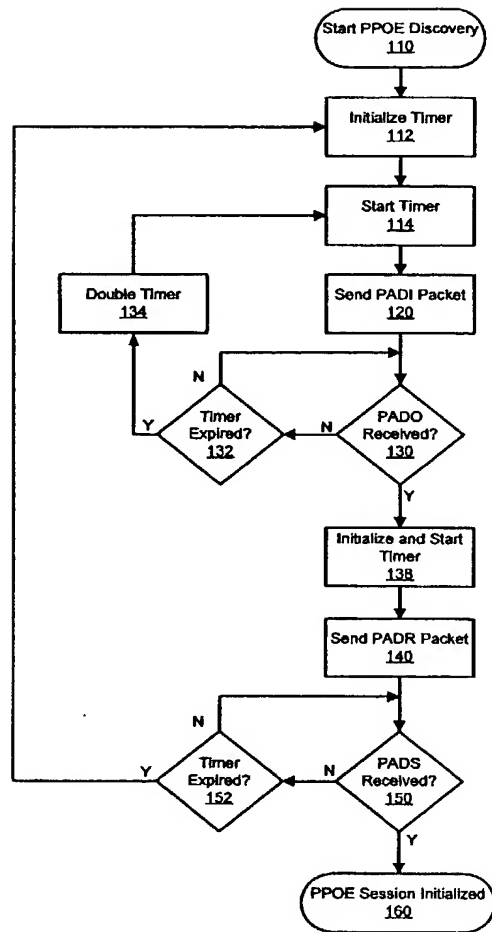 Start PPOE Discovery
110
Initialize Timer
112
Start Timer
114
Double Timer
134
Send PADI Packet
120
N
Y
Timer
Expired?
132
N
PADO
Received?
130
Y
Initialize and Start
Timer
138
Send PADR Packet
140
N
Y
Timer
Expired?
152
N
PADS
Received?
150
Y
PPOE Session Initialized
160